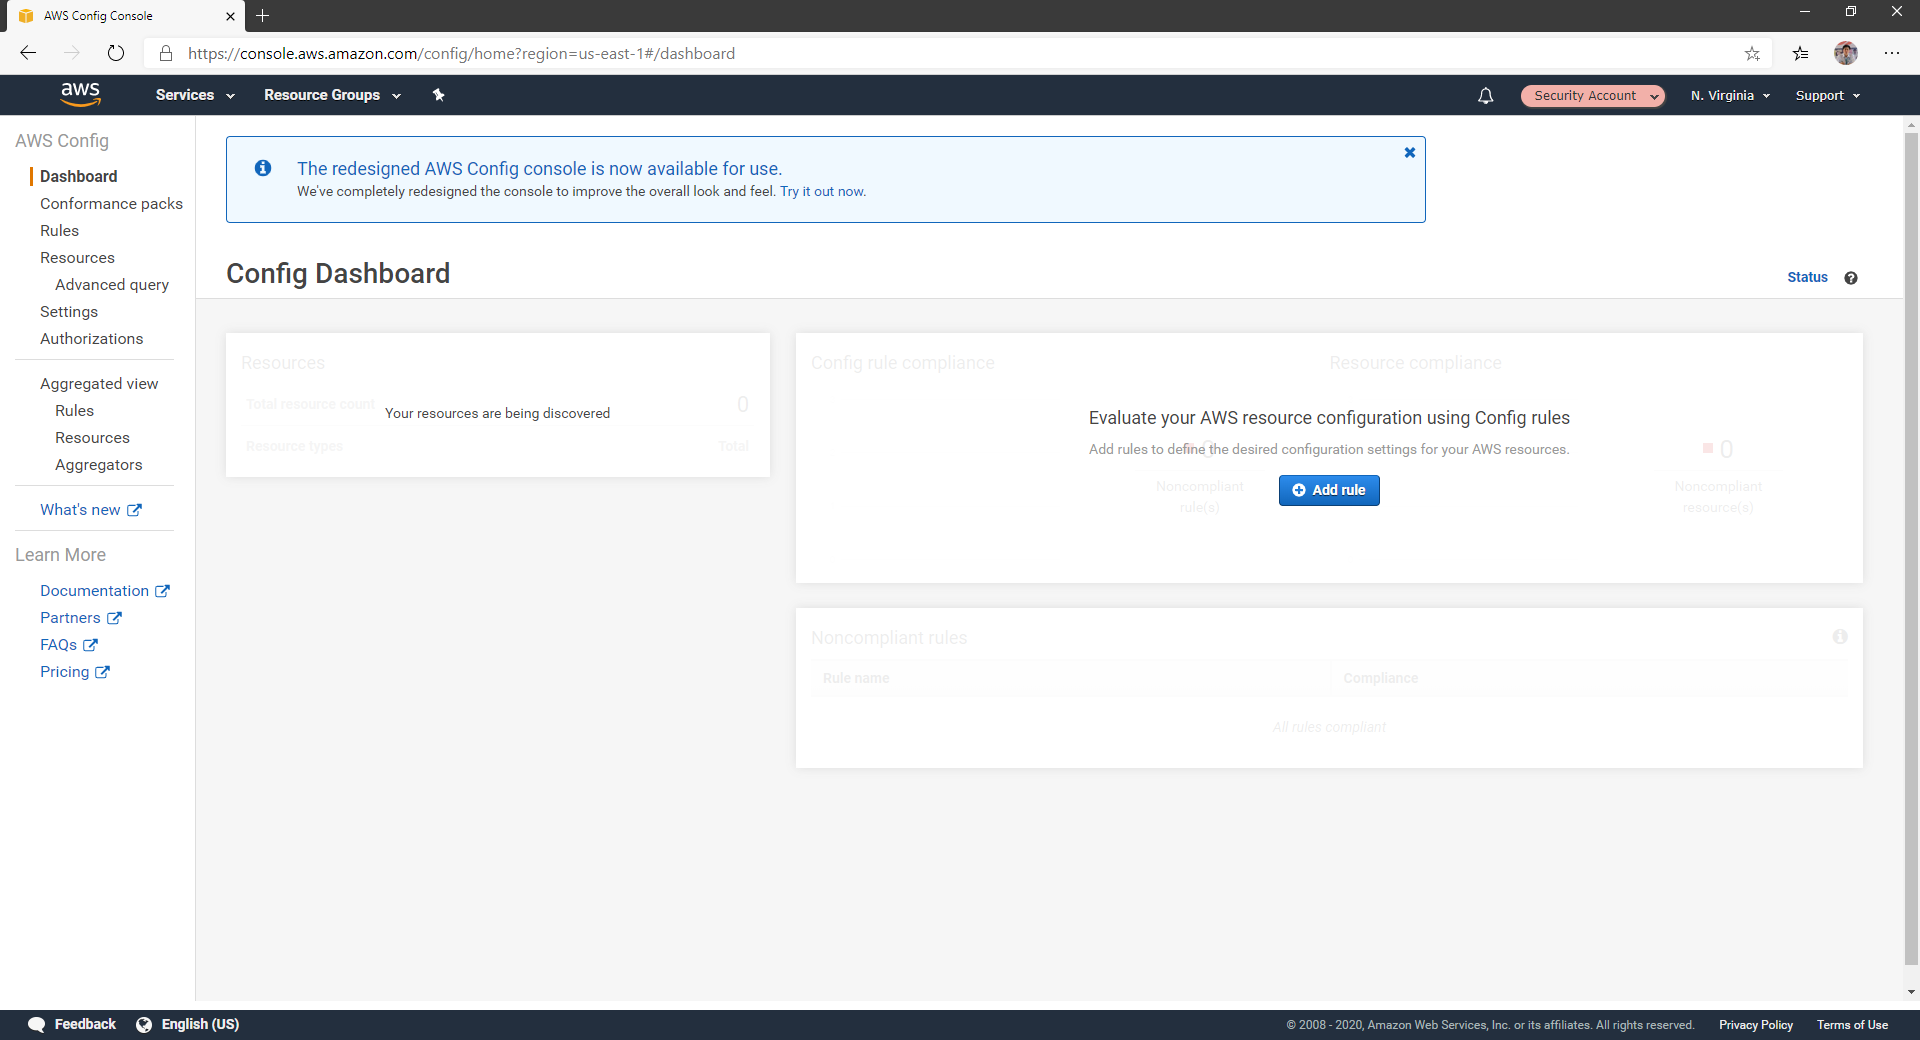 AWS Config Console
https://console.aws.amazon.com/config/home?region=us-east-1#/dashboard
aws
Services
Resource Groups
Security Account
N. Virginia
Support
AWS Config
Dashboard
Conformance packs
Rules
Resources
Advanced query
Settings
Authorizations
Aggregated view
Rules
Resources
Aggregators
What's new
Learn More
Documentation
Partners
FAQs
Pricing
The redesigned AWS Config console is now available for use.
We've completely redesigned the console to improve the overall look and feel. Try it out now.
Config Dashboard
Status
Resources
Total resource count
0
Your resources are being discovered
Resource types
Total
Config rule compliance
Resource compliance
Evaluate your AWS resource configuration using Config rules
Add rules to define the desired configuration settings for your AWS resources.
0
0
Add rule
Noncompliant
rule(s)
Noncompliant
resource(s)
Noncompliant rules
Rule name
Compliance
All rules compliant
Feedback
English (US)
© 2008 - 2020, Amazon Web Services, Inc. or its affiliates. All rights reserved.
Privacy Policy
Terms of Use